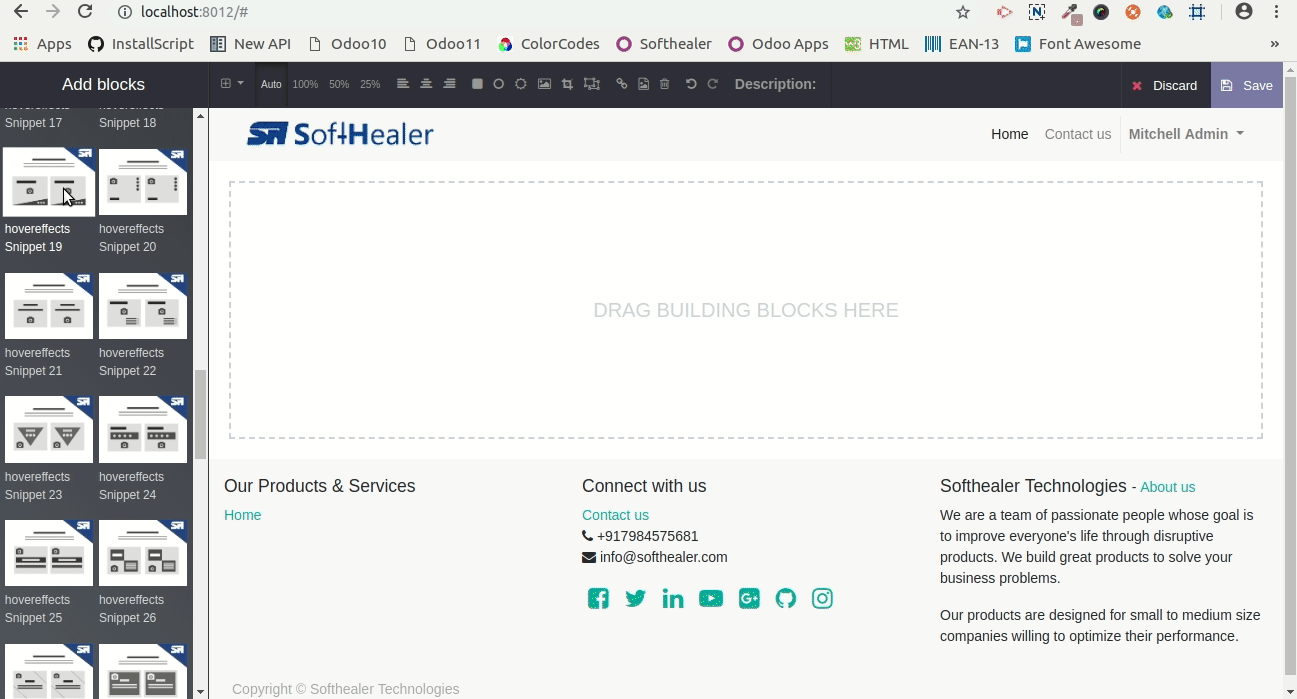 localhost:8012/#
Apps InstallScript New API Odoo10 Odoo11 ColorCodes Softhealer Odoo Apps HTML EAN-13 Font Awesome »
Add blocks
Auto 100% 50% 25% Description: Discard Save
hovereffects hovereffects
Snippet 17 Snippet 18
hovereffects hovereffects
Snippet 19 Snippet 20
hovereffects hovereffects
Snippet 21 Snippet 22
hovereffects hovereffects
Snippet 23 Snippet 24
hovereffects hovereffects
Snippet 25 Snippet 26
SoftHealer
Home Contact us Mitchell Admin
DRAG BUILDING BLOCKS HERE
Our Products & Services
Home
Connect with us
Contact us
+917984575681
info@softhealer.com
Softhealer Technologies - About us
We are a team of passionate people whose goal is
to improve everyone's life through disruptive
products. We build great products to solve your
business problems.
Our products are designed for small to medium size
companies willing to optimize their performance.
Copyright © Softhealer Technologies